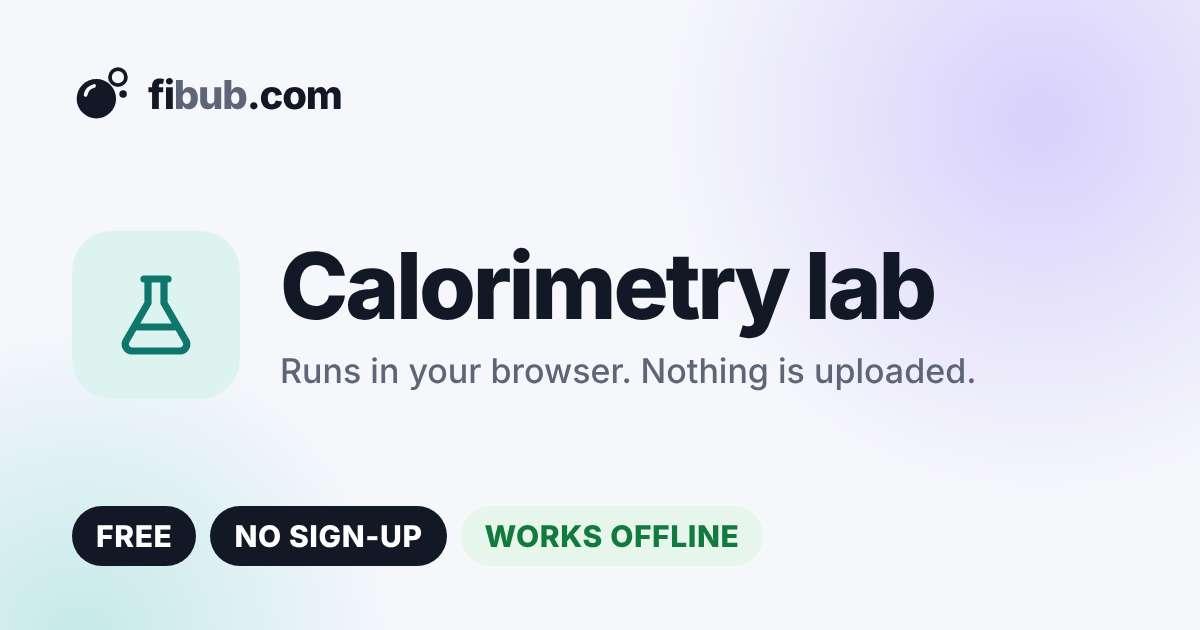 fibub.com
Calorimetry lab
Runs in your browser. Nothing is uploaded.
FREE NO SIGN-UP WORKS OFFLINE